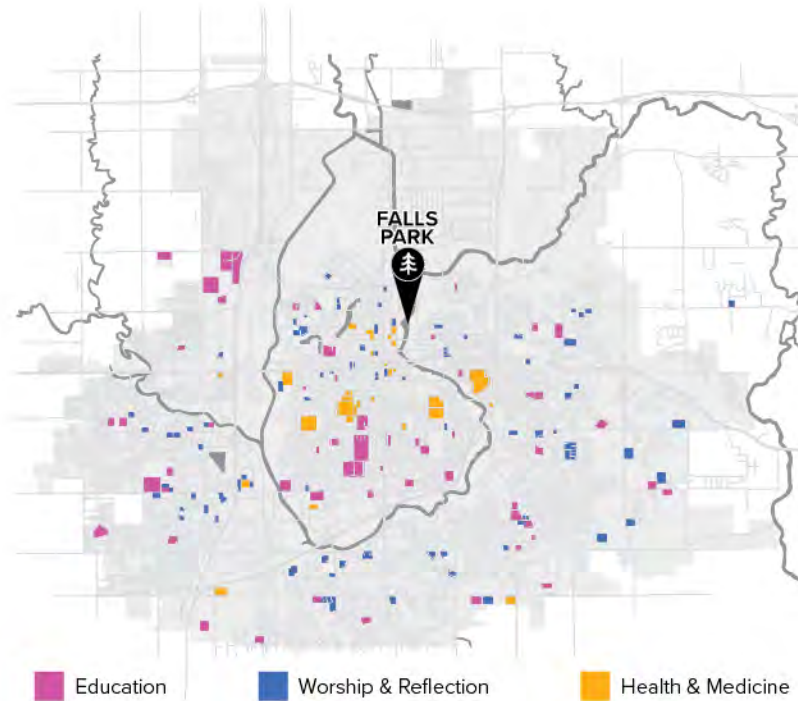 FALLS
PARK
Education
Worship & Reflection
Health & Medicine